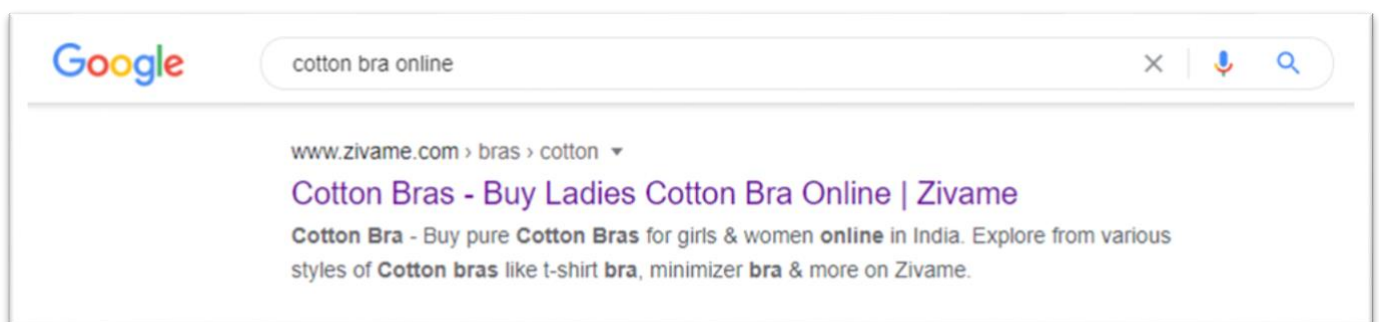 Google
cotton bra online
www.zivame.com › bras › cotton
Cotton Bras - Buy Ladies Cotton Bra Online | Zivame
Cotton Bra - Buy pure Cotton Bras for girls & women online in India. Explore from various
styles of Cotton bras like t-shirt bra, minimizer bra & more on Zivame.